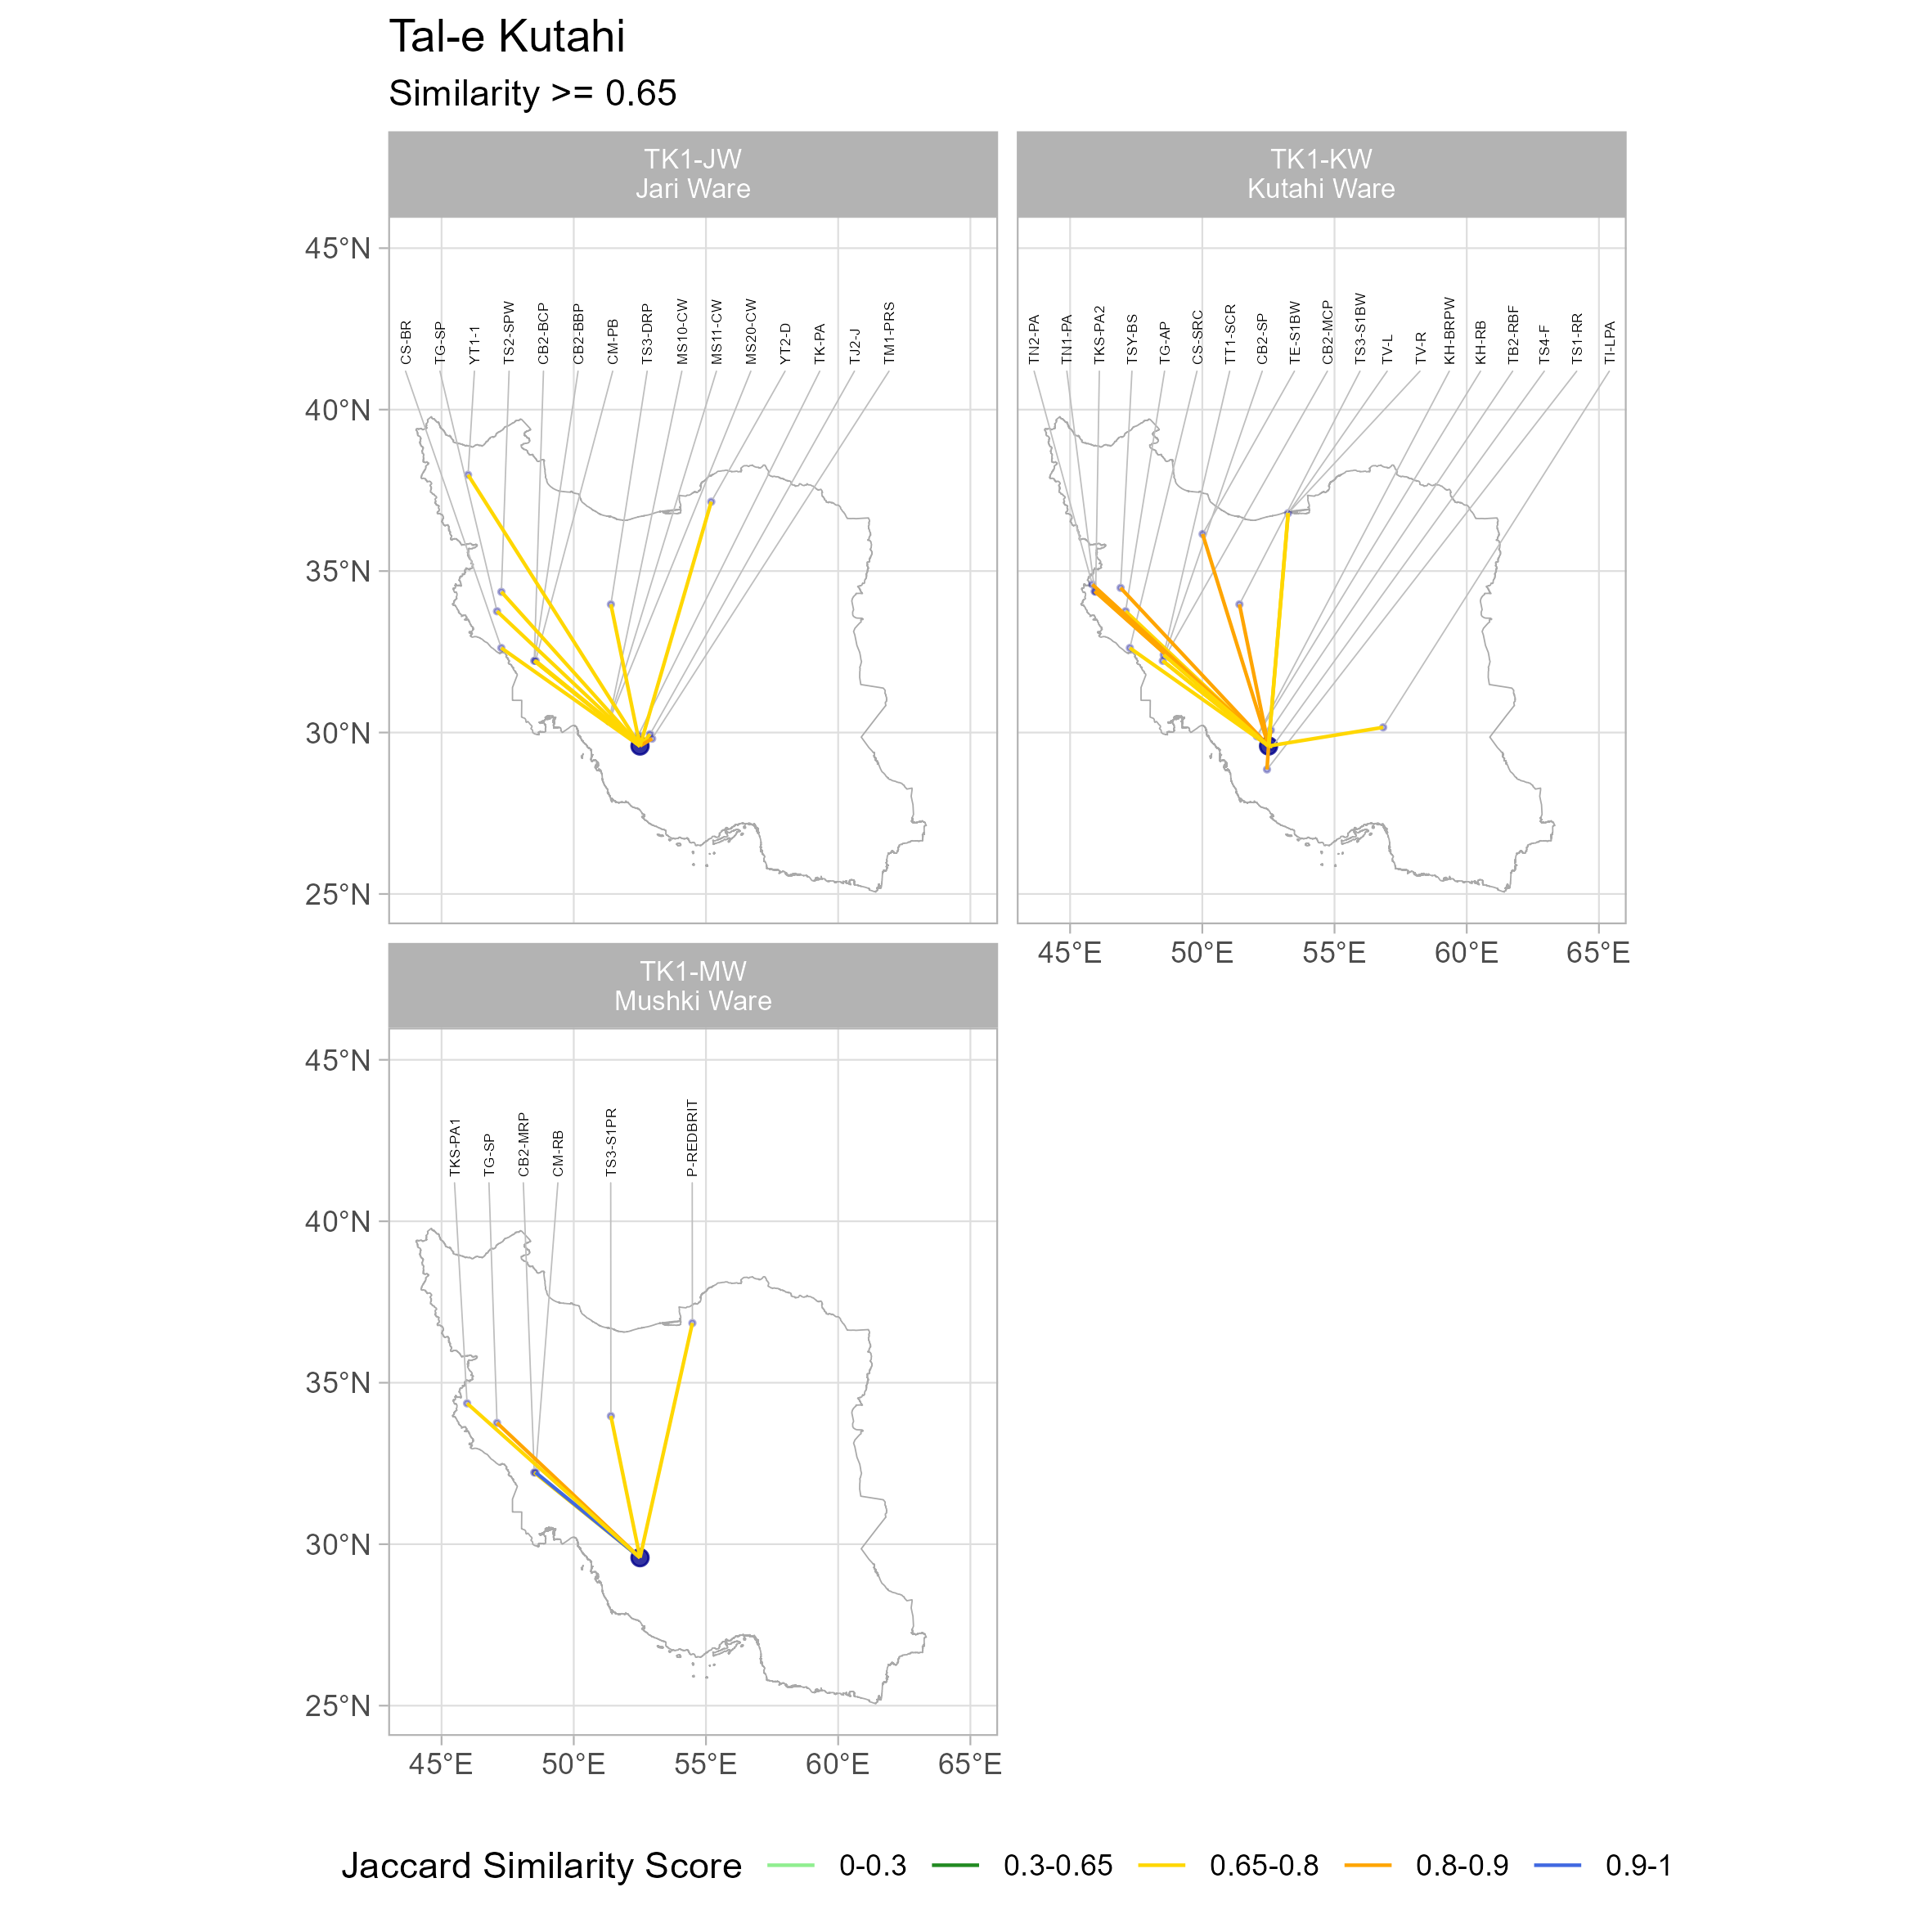 Tal-e Kutahi
Similarity >= 0.65
TK1-JW
Jari Ware
TK1-KW
Kutahi Ware
45°N
40°N
35°N
30°N
25°N
CS-BR
TG-SP
YT1-1
TS2-SPW
CB2-BCP
CB2-BBP
CM-PB
TS3-DRP
MS10-CW
MS11-CW
MS20-CW
YT2-D
TK-PA
TJ2-J
TM1-PRS
TN2-PA
TN1-PA
TKS-PA2
TSY-BS
TG-AP
CS-SRC
TT1-SCR
CB2-SP
TE-S1BW
CB2-MCP
TS3-S1BW
TV-L
TV-R
KH-BRPW
KH-RB
TB2-RBF
TS4-F
TS1-RR
TI-LPA
45°E 50°E 55°E 60°E 65°E
TK1-MW
Mushki Ware
45°N
40°N
35°N
30°N
25°N
TKS-PA1
TG-SP
CB2-MRP
CM-RB
TS3-S1PR
P-REDBRIT
45°E 50°E 55°E 60°E 65°E
Jaccard Similarity Score 0-0.3 0.3-0.65 0.65-0.8 0.8-0.9 0.9-1